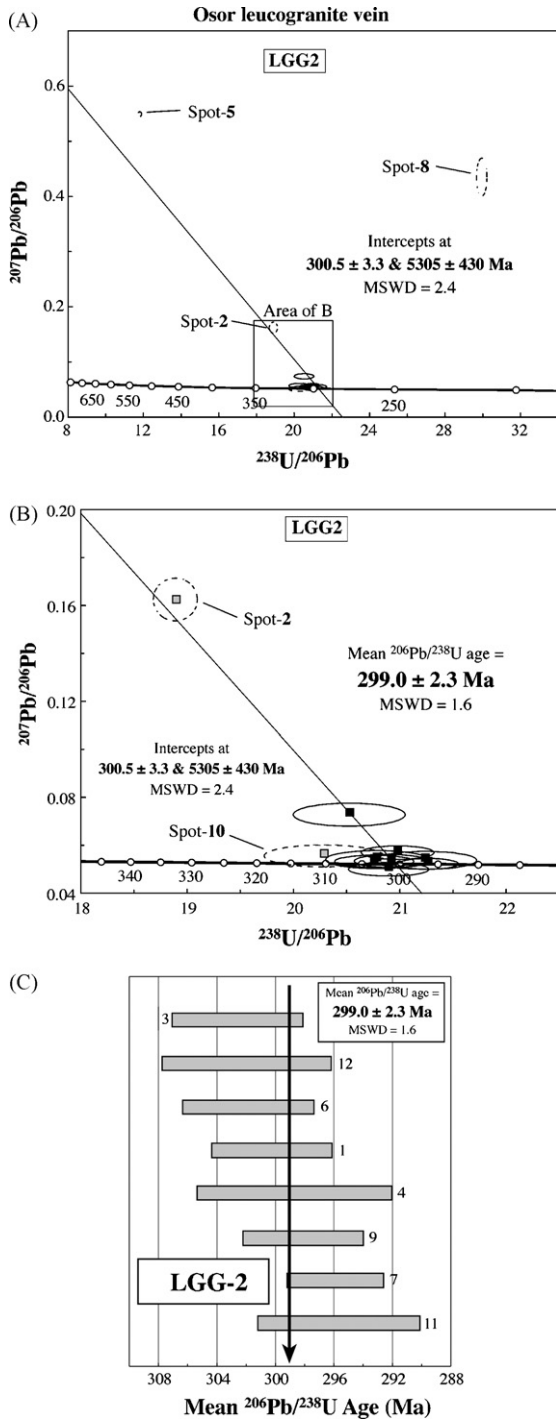 (A)
Osor leucogranite vein
LGG2
0.6
0.4
0.2
0.0
²⁰⁷Pb/²⁰⁶Pb
Spot-5
Spot-8
Intercepts at
300.5 ± 3.3 & 5305 ± 430 Ma
MSWD = 2.4
Area of B
Spot-2
650 550 450 350 250
8 12 16 20 24 28 32
²³⁸U/²⁰⁶Pb
(B)
LGG2
0.20
0.16
0.12
0.08
0.04
²⁰⁷Pb/²⁰⁶Pb
Spot-2
Mean ²⁰⁶Pb/²³⁸U age =
299.0 ± 2.3 Ma
MSWD = 1.6
Intercepts at
300.5 ± 3.3 & 5305 ± 430 Ma
MSWD = 2.4
Spot-10
340 330 320 310 300 290
18 19 20 21 22
²³⁸U/²⁰⁶Pb
(C)
Mean ²⁰⁶Pb/²³⁸U age =
299.0 ± 2.3 Ma
MSWD = 1.6
3
12
6
1
4
9
7
11
LGG-2
308 304 300 296 292 288
Mean ²⁰⁶Pb/²³⁸U Age (Ma)